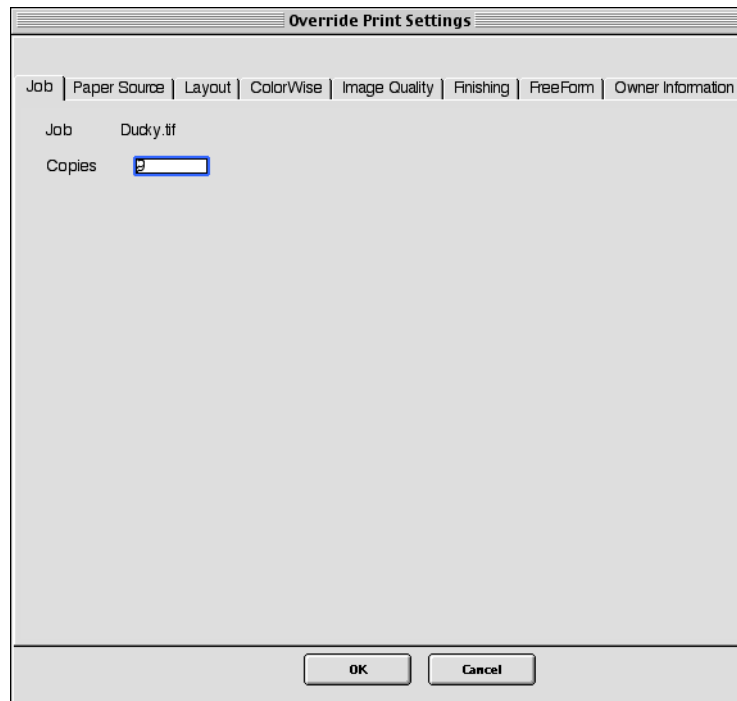 Override Print Settings
Job Paper Source Layout ColorWise Image Quality Finishing FreeForm Owner Information
Job Ducky.tif
Copies
OK Cancel